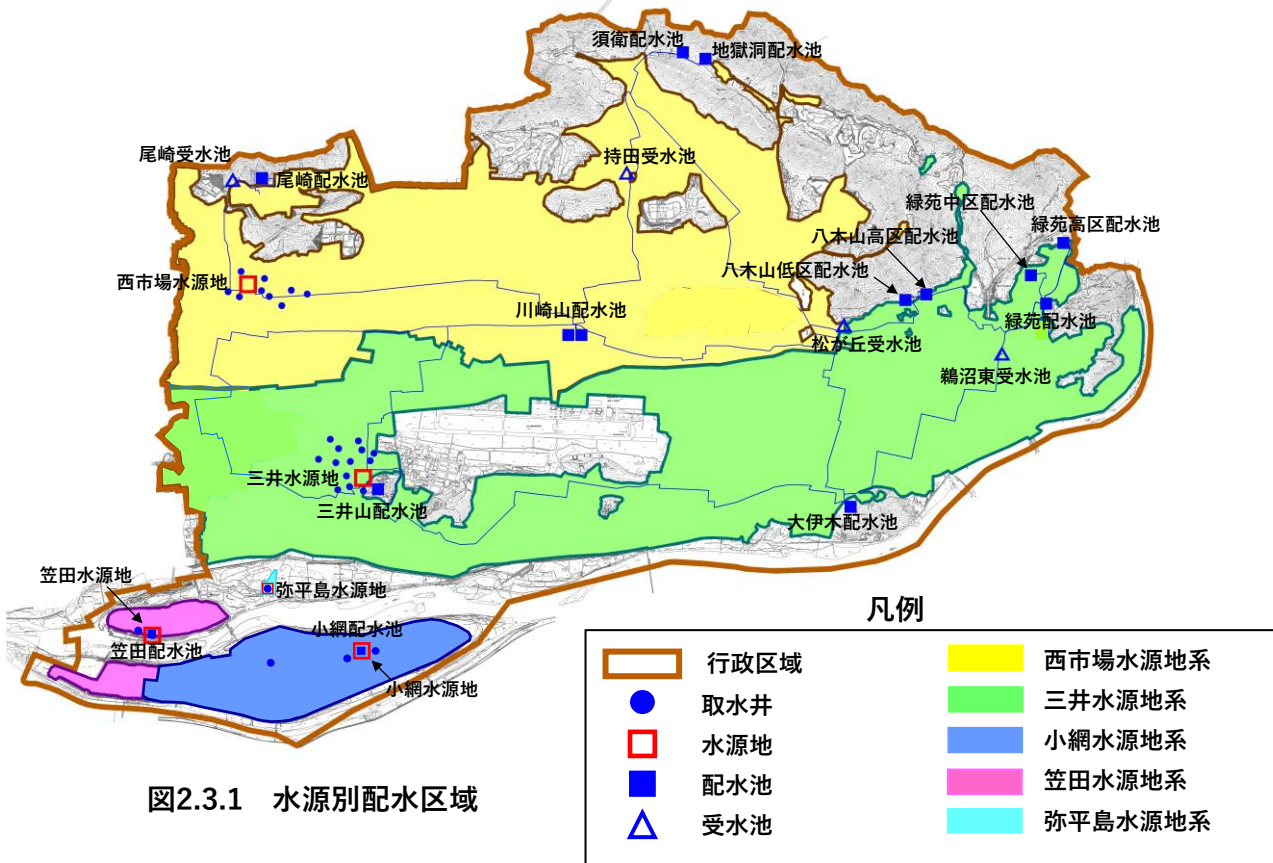 須衛配水池
地獄洞配水池
尾崎受水池
尾崎配水池
持田受水池
緑苑中区配水池
緑苑高区配水池
八木山高区配水池
八木山低区配水池
西市場水源地
川崎山配水池
緑苑配水池
松が丘受水池
鵜沼東受水池
三井水源地
三井山配水池
大伊木配水池
笠田水源地
弥平島水源地
小網配水池
笠田配水池
小網水源地
凡例
行政区域
取水井
水源地
配水池
受水池
西市場水源地系
三井水源地系
小網水源地系
笠田水源地系
弥平島水源地系
図2.3.1 水源別配水区域